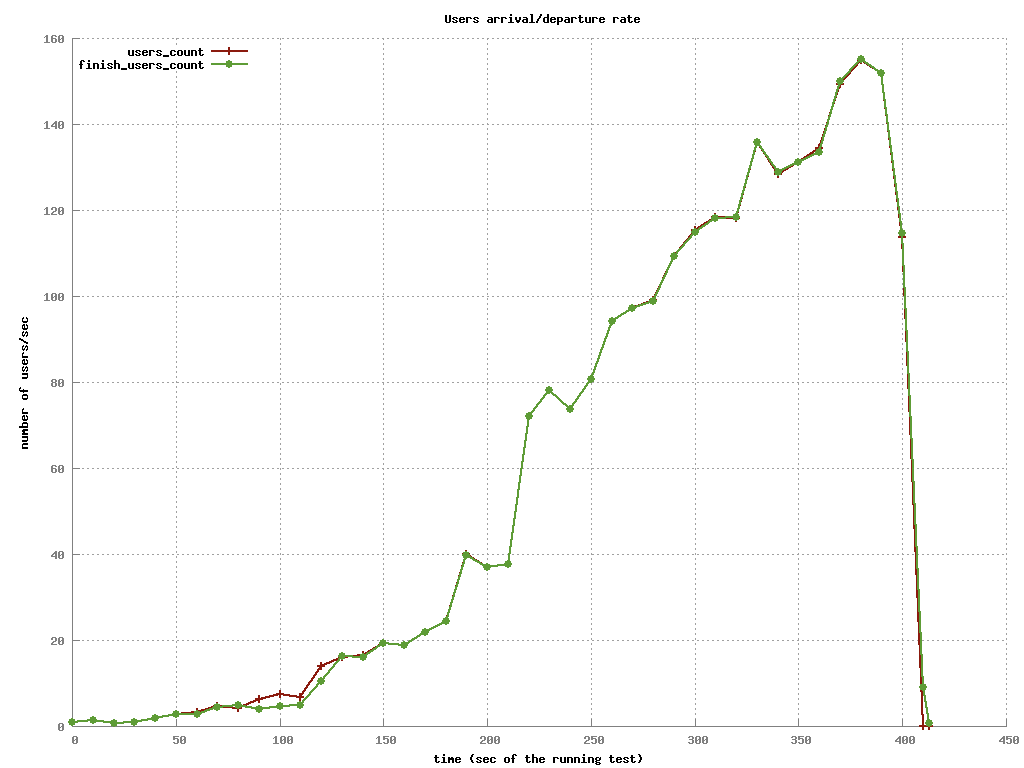 Users arrival/departure rate
users_count
finish_users_count
160
140
120
100
80
60
40
20
0
number of users/sec
0 50 100 150 200 250 300 350 400 450
time (sec of the running test)